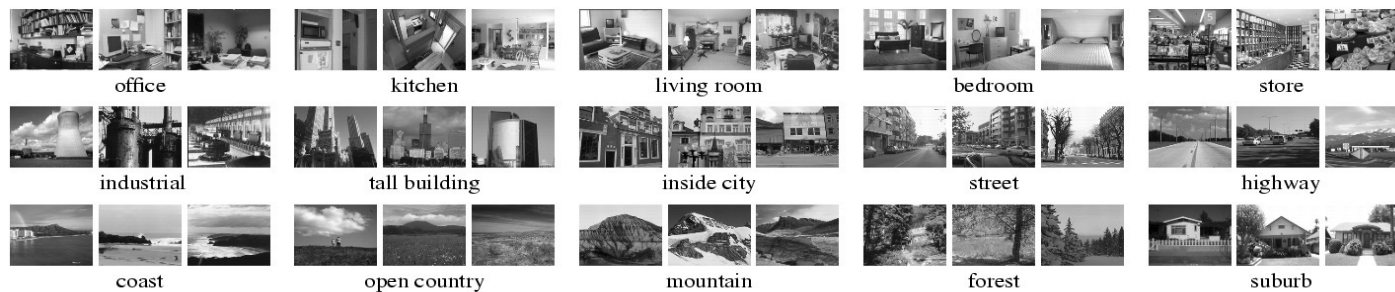 office kitchen living room bedroom store
industrial tall building inside city street highway
coast open country mountain forest suburb